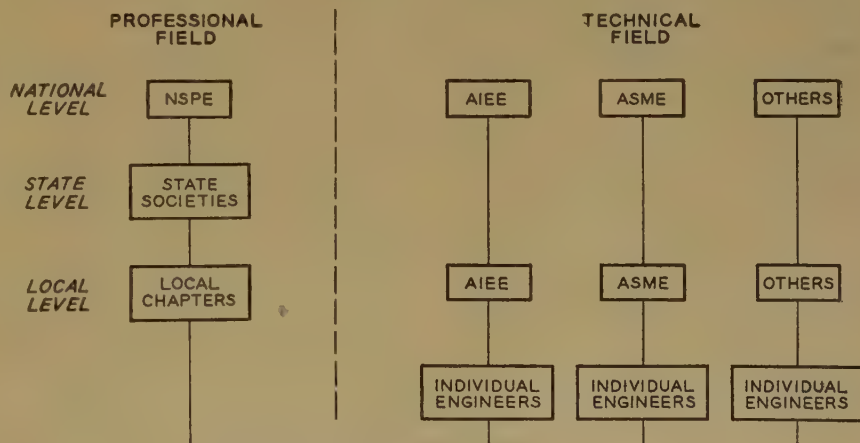 PROFESSIONAL
FIELD
TECHNICAL
FIELD
NATIONAL
LEVEL
NSPE
AIEE
ASME
OTHERS
STATE
LEVEL
STATE
SOCIETIES
LOCAL
LEVEL
LOCAL
CHAPTERS
AIEE
ASME
OTHERS
INDIVIDUAL
ENGINEERS
INDIVIDUAL
ENGINEERS
INDIVIDUAL
ENGINEERS